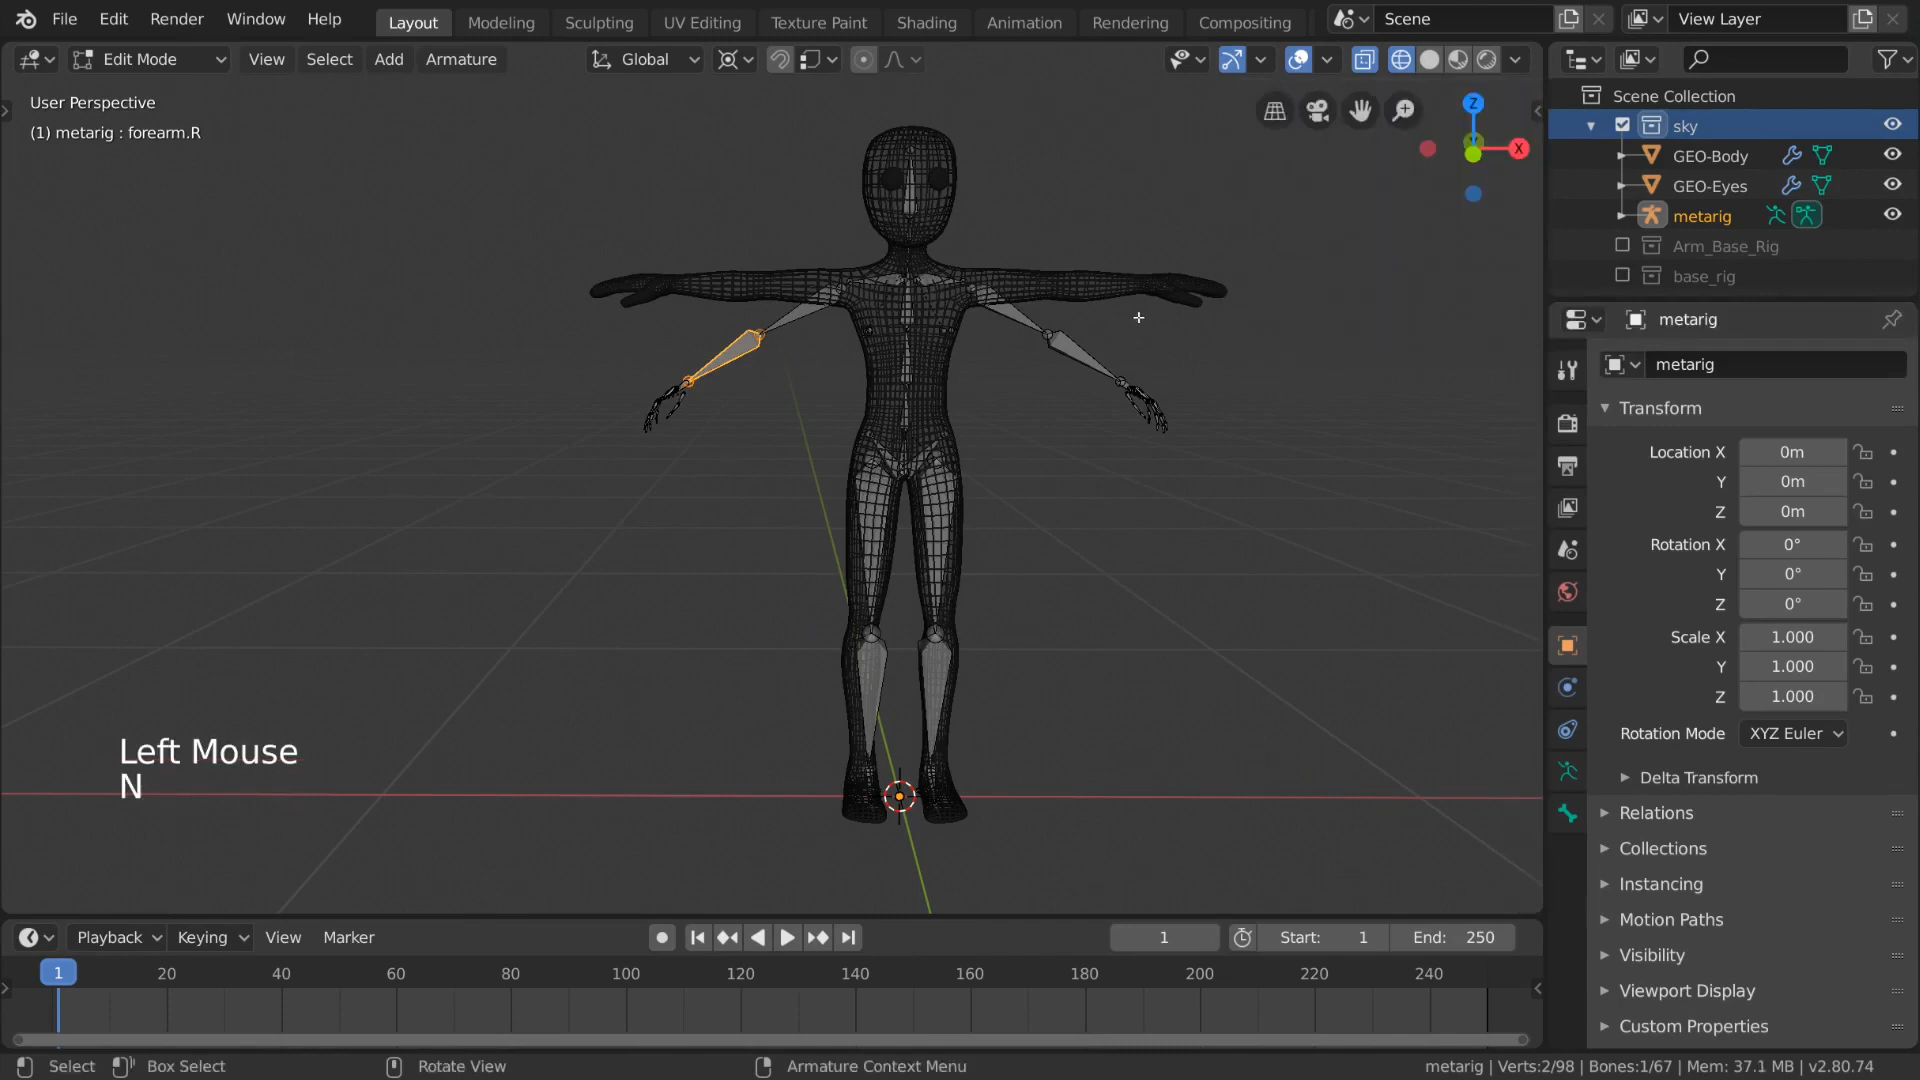 File Edit Render Window Help Layout Modeling Sculpting UV Editing Texture Paint Shading Animation Rendering Compositing Scene View Layer
Edit Mode View Select Add Armature Global
User Perspective
(1) metarig : forearm.R
Z
X
Left Mouse
N
Scene Collection
sky
GEO-Body
GEO-Eyes
metarig
Arm_Base_Rig
base_rig
metarig
metarig
Transform
Location X 0m
Y 0m
Z 0m
Rotation X 0°
Y 0°
Z 0°
Scale X 1.000
Y 1.000
Z 1.000
Rotation Mode XYZ Euler
Delta Transform
Relations
Collections
Instancing
Motion Paths
Visibility
Viewport Display
Custom Properties
Playback Keying View Marker 1 Start: 1 End: 250
1 20 40 60 80 100 120 140 160 180 200 220 240
Select Box Select Rotate View Armature Context Menu metarig | Verts:2/98 | Bones:1/67 | Mem: 37.1 MB | v2.80.74